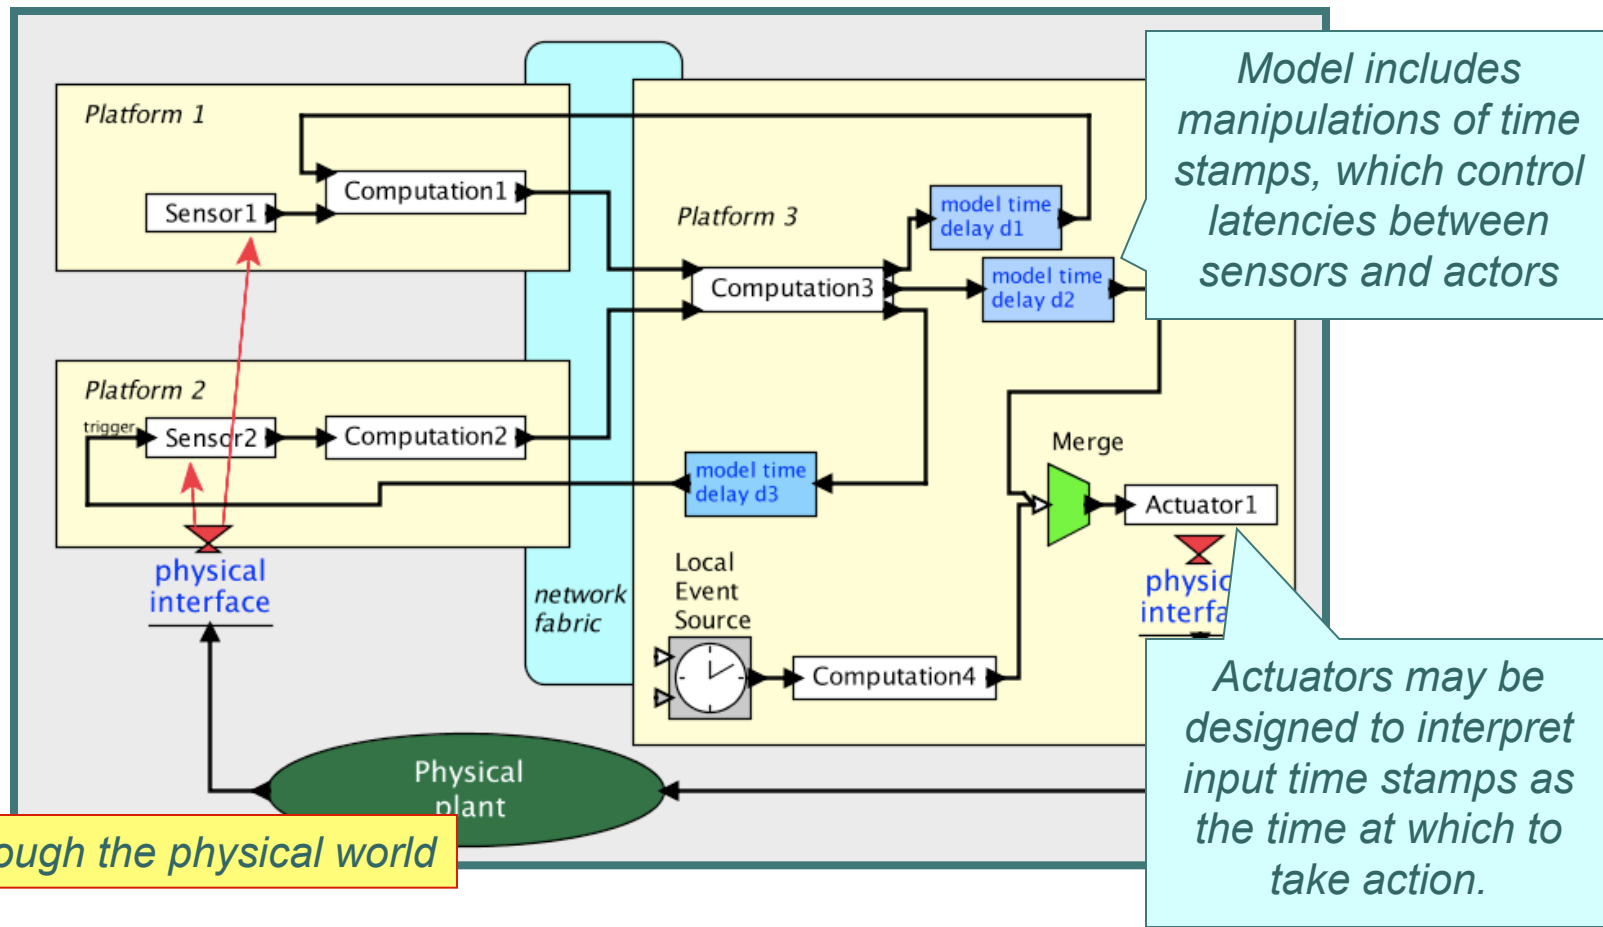 Platform 1
Sensor1
Computation1
Platform 2
trigger
Sensor2
Computation2
physical
interface
network
fabric
Platform 3
Computation3
model time
delay d1
model time
delay d2
model time
delay d3
Merge
Actuator1
Local
Event
Source
Computation4
Physical
plant
the physical world
Model includes
manipulations of time
stamps, which control
latencies between
sensors and actors
Actuators may be
designed to interpret
input time stamps as
the time at which to
take action.